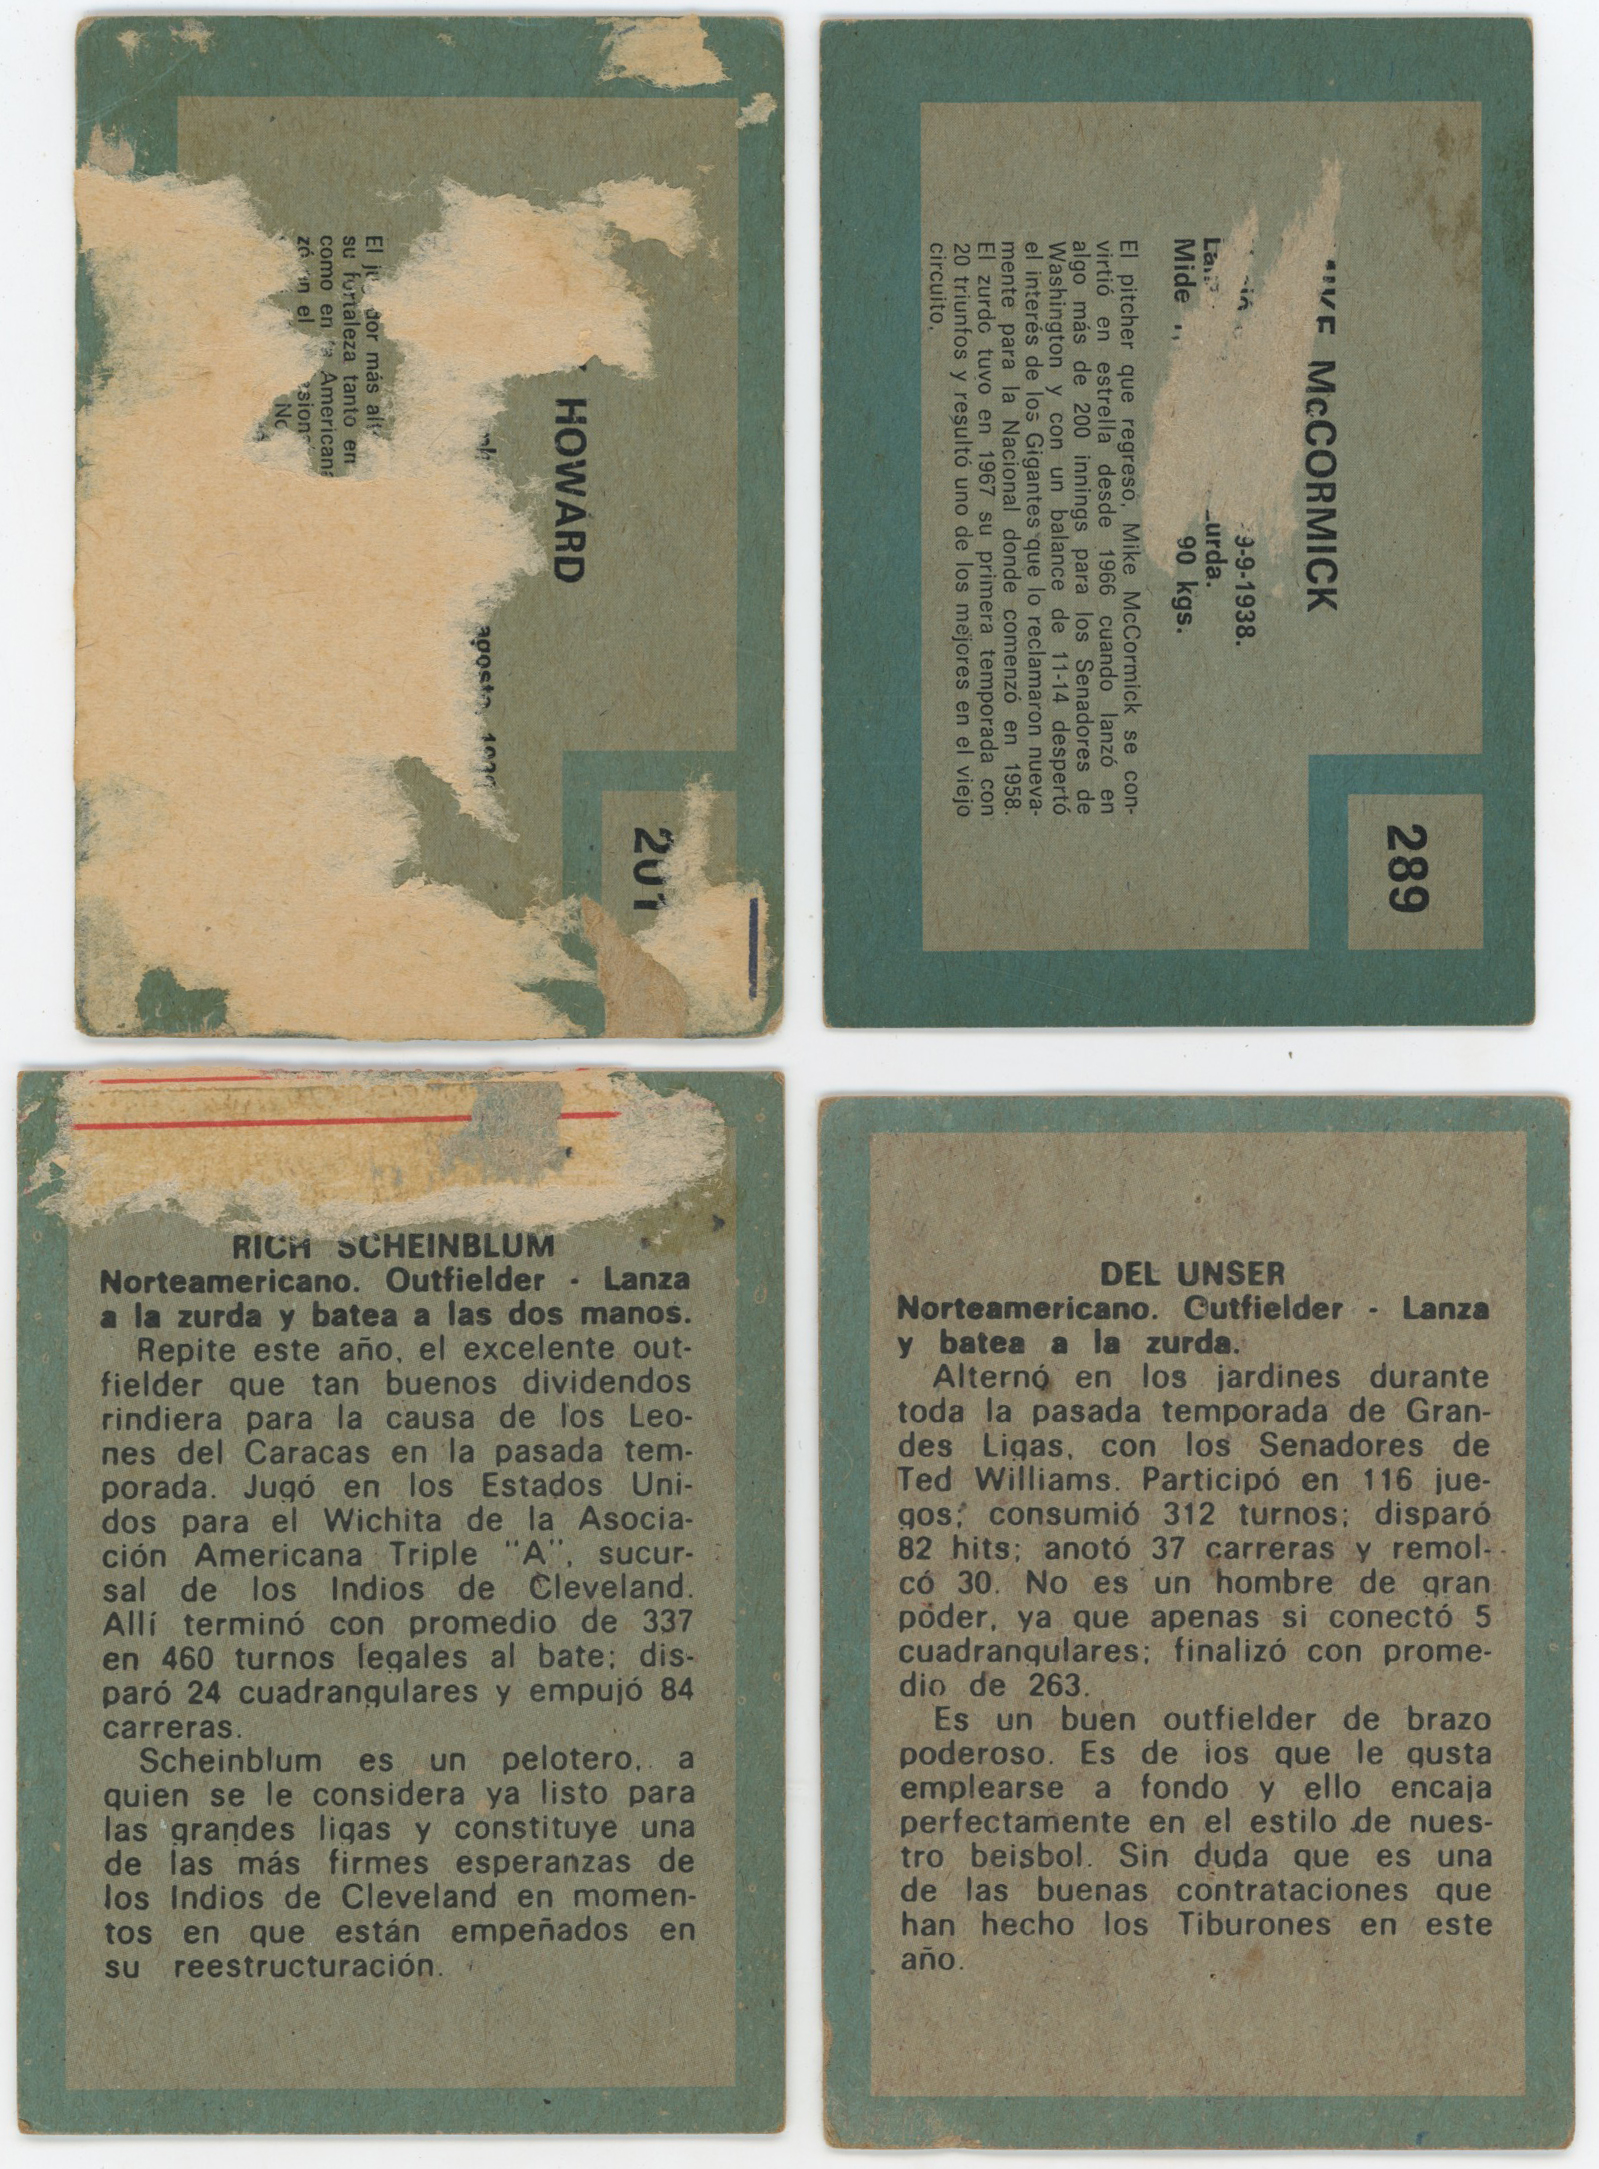 201
HOWARD
agosto
El más
su fortaleza tanto en
como en Americana
en el
289
McCORMICK
9-9-1938.
Mide 90 kgs.
El pitcher que regreso, Mike McCormick se con-
virtió en estrella desde 1966 cuando lanzó en
algo más de 200 innings para los Senadores de
Washington y con un balance de 11-14 despertó
el interés de los Gigantes que lo reclamaron nueva-
mente para la Nacional donde comenzó en 1958.
El zurdo tuvo en 1967 su primera temporada con
20 triunfos y resultó uno de los mejores en el viejo
circuito.
RICH SCHEINBLUM
Norteamericano. Outfielder - Lanza
a la zurda y batea a las dos manos.
Repite este año, el excelente out-
fielder que tan buenos dividendos
rindiera para la causa de los Leo-
nes del Caracas en la pasada tem-
porada. Jugó en los Estados Uni-
dos para el Wichita de la Asocia-
ción Americana Triple "A", sucur-
sal de los Indios de Cleveland.
Allí terminó con promedio de 337
en 460 turnos legales al bate; dis-
paró 24 cuadrangulares y empujó 84
carreras.
Scheinblum es un pelotero, a
quien se le considera ya listo para
las grandes ligas y constituye una
de las más firmes esperanzas de
los Indios de Cleveland en momen-
tos en que están empeñados en
su reestructuración.
DEL UNSER
Norteamericano. Outfielder - Lanza
y batea a la zurda.
Alternó en los jardines durante
toda la pasada temporada de Gran-
des Ligas, con los Senadores de
Ted Williams. Participó en 116 jue-
gos; consumió 312 turnos; disparó
82 hits; anotó 37 carreras y remol-
có 30. No es un hombre de gran
poder, ya que apenas si conectó 5
cuadrangulares; finalizó con prome-
dio de 263.
Es un buen outfielder de brazo
poderoso. Es de los que le gusta
emplearse a fondo y ello encaja
perfectamente en el estilo de nues-
tro beisbol. Sin duda que es una
de las buenas contrataciones que
han hecho los Tiburones en este
año.